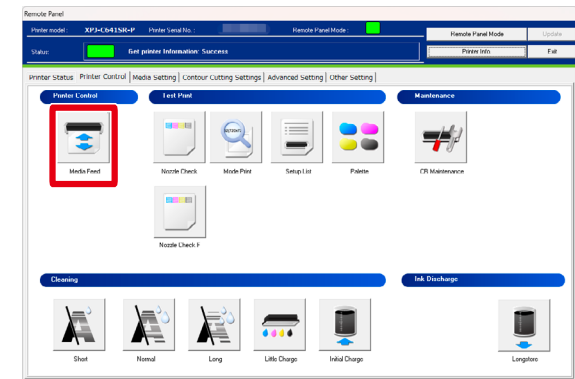 Remote Panel
Printer model : XPJ-C641SR-P Printer Serial No. : Remote Panel Mode :
Remote Panel Mode Update
Status: Get printer Information: Success
Printer Info. Exit
Printer Status Printer Control Media Setting Contour Cutting Settings Advanced Setting Other Setting
Printer Control Test Print Maintenance
Media Feed Nozzle Check Mode Print Setup List Palette CR Maintenance
Nozzle Check F
Cleaning Ink Discharge
Short Normal Long Little Charge Initial Charge Longstore